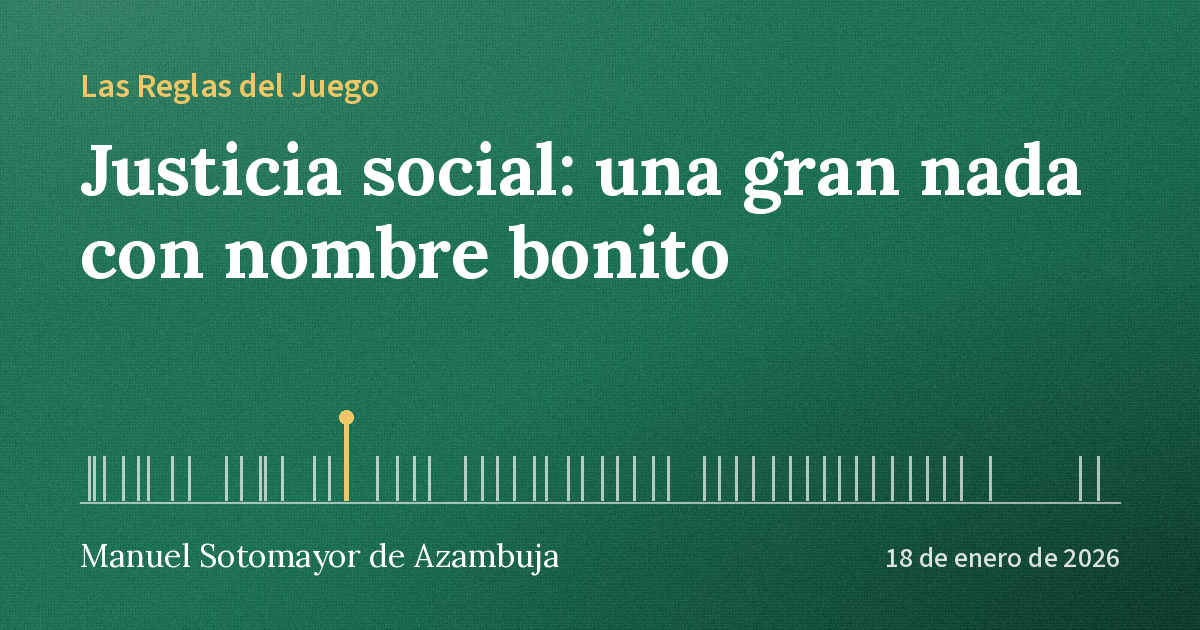 Las Reglas del Juego
Justicia social: una gran nada
con nombre bonito
Manuel Sotomayor de Azambuja
18 de enero de 2026